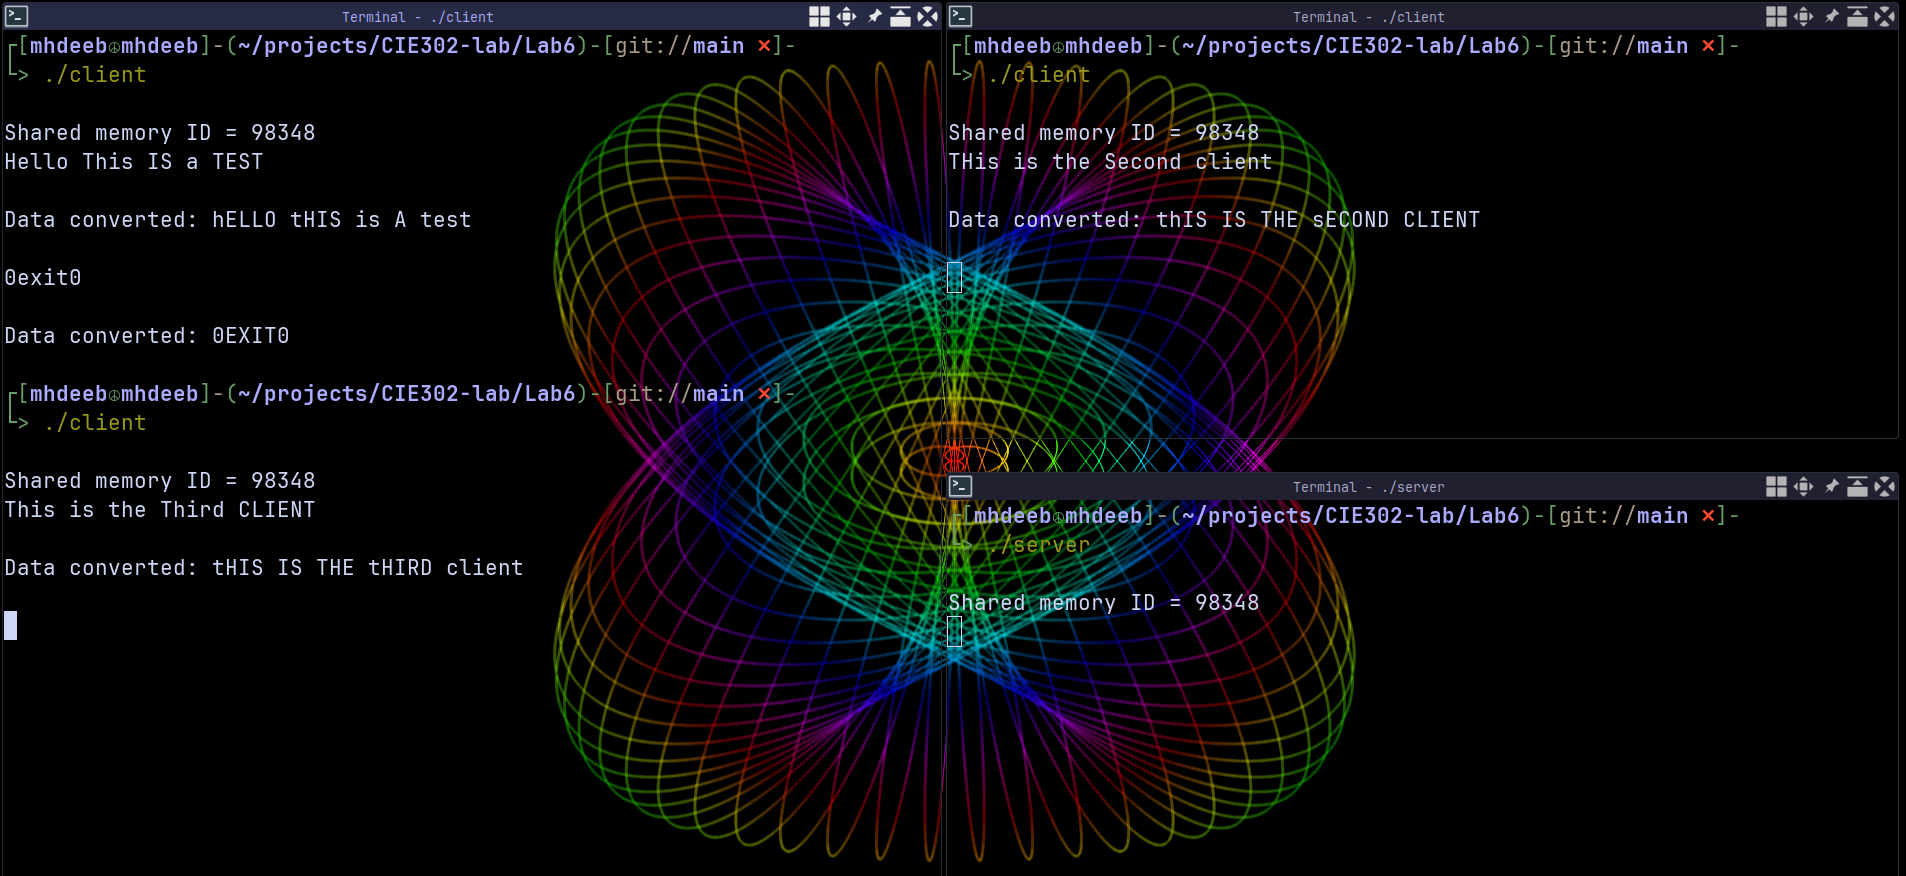 Terminal - ./client
┌[mhdeeb☮mhdeeb]-(~/projects/CIE302-lab/Lab6)-[git://main ✗]-
└> ./client
Shared memory ID = 98348
Hello This IS a TEST
Data converted: hELLO tHIS is A test
0exit0
Data converted: 0EXIT0
┌[mhdeeb☮mhdeeb]-(~/projects/CIE302-lab/Lab6)-[git://main ✗]-
└> ./client
Shared memory ID = 98348
This is the Third CLIENT
Data converted: tHIS IS THE tHIRD client
Terminal - ./client
┌[mhdeeb☮mhdeeb]-(~/projects/CIE302-lab/Lab6)-[git://main ✗]-
└> ./client
Shared memory ID = 98348
THis is the Second client
Data converted: thIS IS THE sECOND CLIENT
Terminal - ./server
┌[mhdeeb☮mhdeeb]-(~/projects/CIE302-lab/Lab6)-[git://main ✗]-
└> ./server
Shared memory ID = 98348